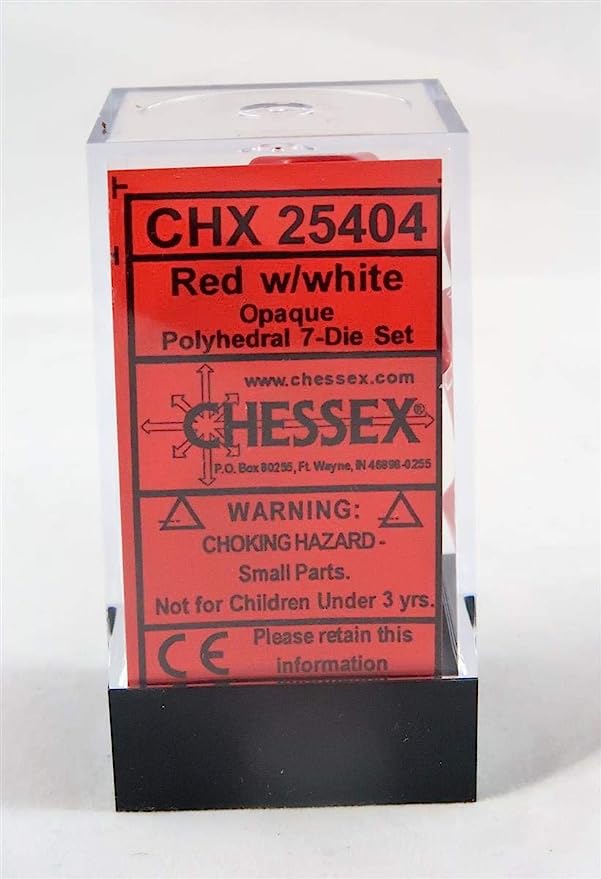 CHX 25404
Red w/white
Opaque
Polyhedral 7-Die Set
www.chessex.com
CHESSEX®
P.O. Box 80255, Ft. Wayne, IN 46898-0255
WARNING:
CHOKING HAZARD -
Small Parts.
Not for Children Under 3 yrs.
CE Please retain this
information